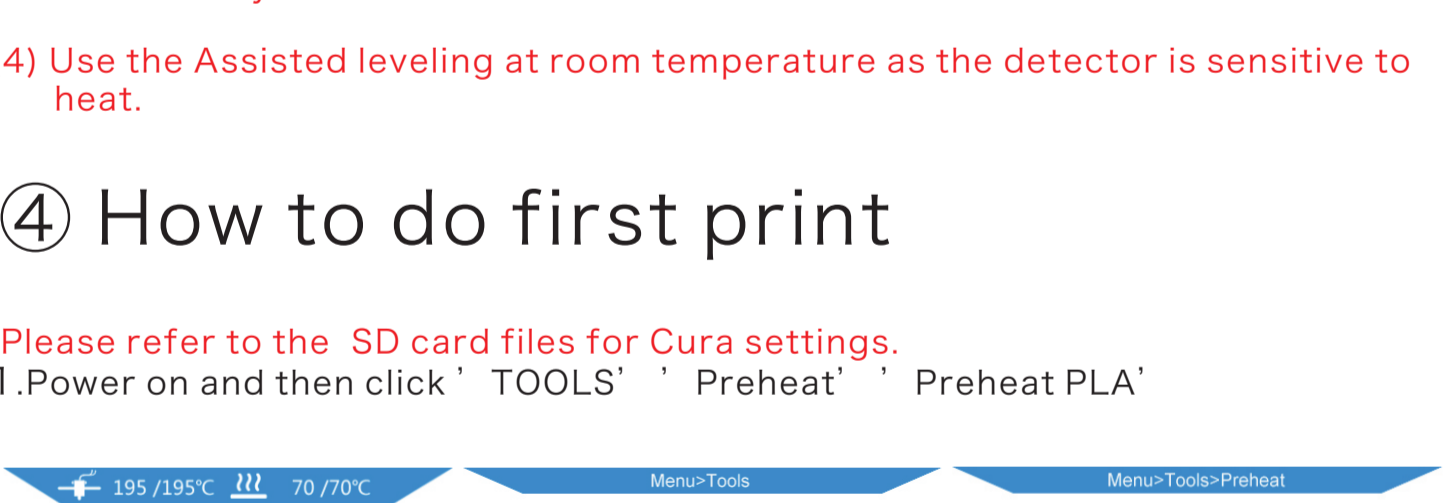 4) Use the Assisted leveling at room temperature as the detector is sensitive to
heat.
④ How to do first print
Please refer to the SD card files for Cura settings.
1.Power on and then click ’ TOOLS’ ’ Preheat’ ’ Preheat PLA’
195 /195℃ 70 /70℃ Menu>Tools Menu>Tools>Preheat